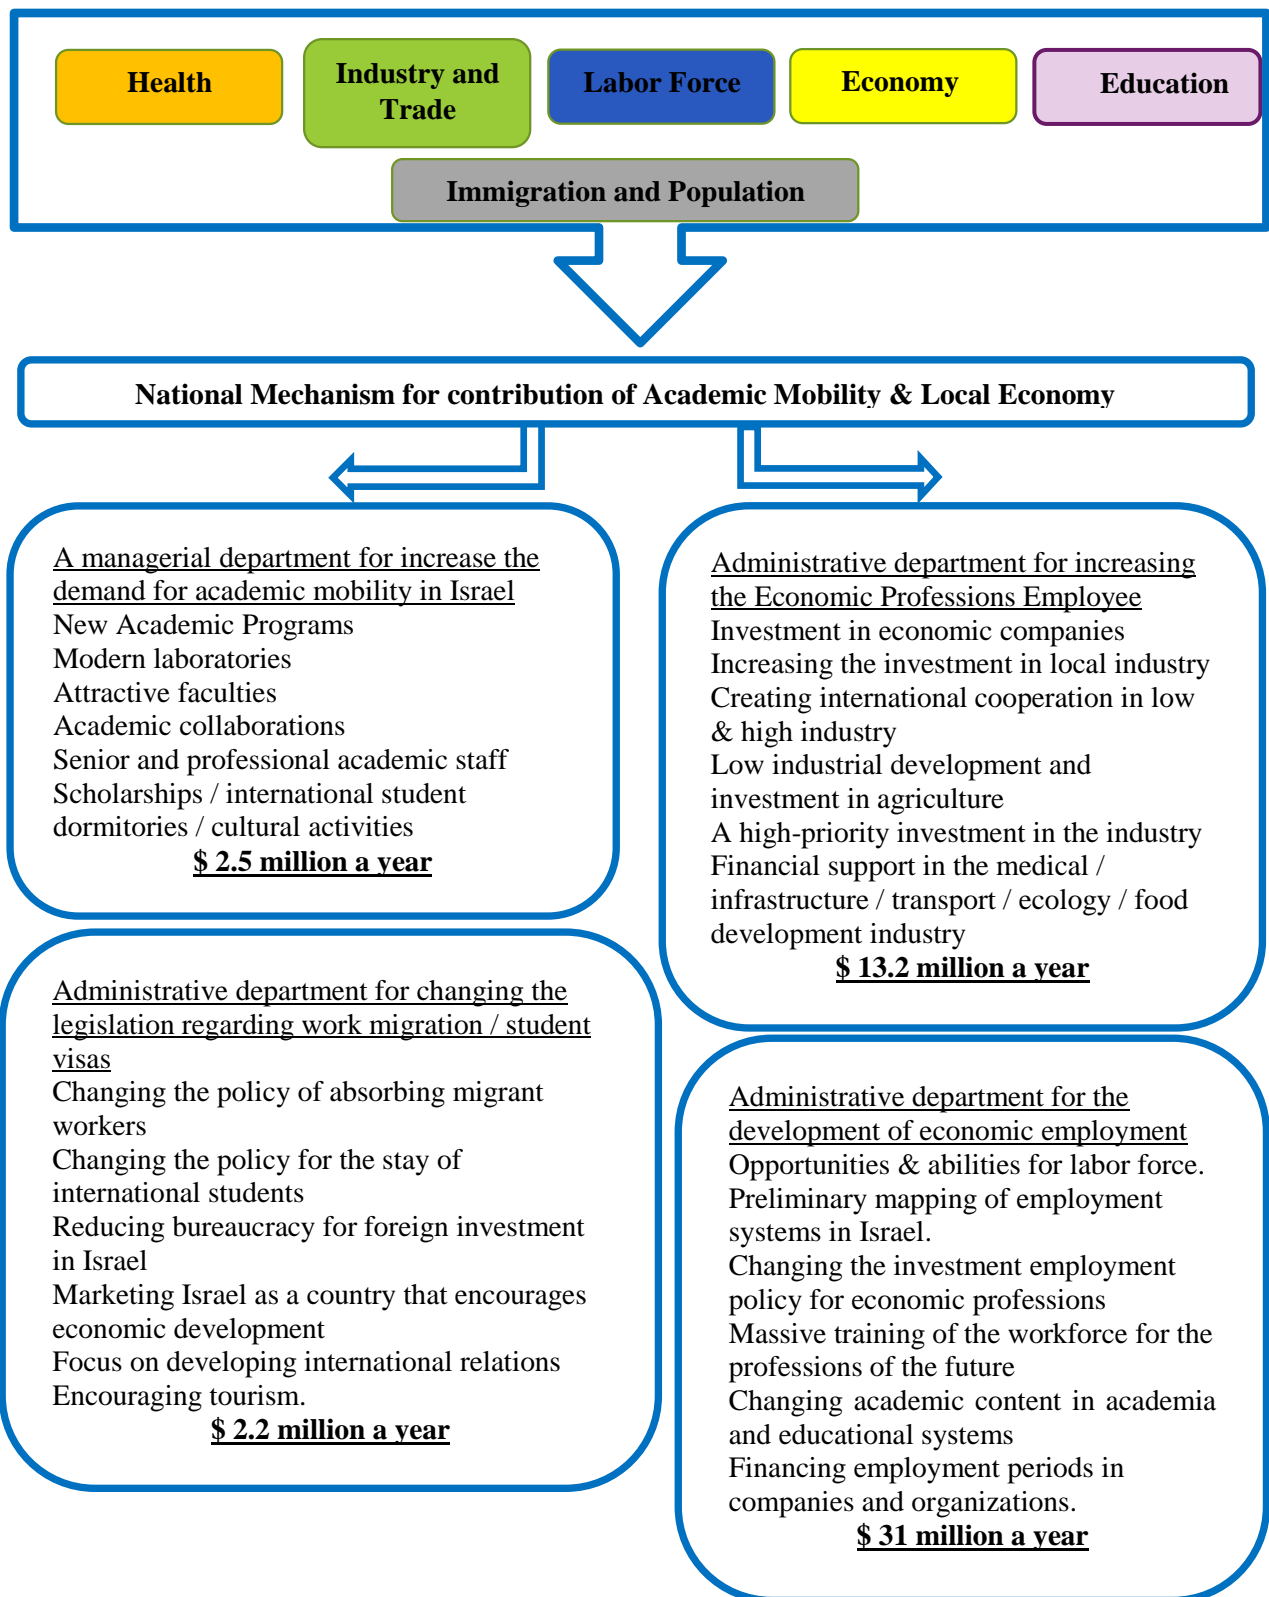 Health
Industry and
Trade
Labor Force
Economy
Education
Immigration and Population
National Mechanism for contribution of Academic Mobility & Local Economy
A managerial department for increase the
demand for academic mobility in Israel
New Academic Programs
Modern laboratories
Attractive faculties
Academic collaborations
Senior and professional academic staff
Scholarships / international student
dormitories / cultural activities
$ 2.5 million a year
Administrative department for increasing
the Economic Professions Employee
Investment in economic companies
Increasing the investment in local industry
Creating international cooperation in low
& high industry
Low industrial development and
investment in agriculture
A high-priority investment in the industry
Financial support in the medical /
infrastructure / transport / ecology / food
development industry
$ 13.2 million a year
Administrative department for changing the
legislation regarding work migration / student
visas
Changing the policy of absorbing migrant
workers
Changing the policy for the stay of
international students
Reducing bureaucracy for foreign investment
in Israel
Marketing Israel as a country that encourages
economic development
Focus on developing international relations
Encouraging tourism.
$ 2.2 million a year
Administrative department for the
development of economic employment
Opportunities & abilities for labor force.
Preliminary mapping of employment
systems in Israel.
Changing the investment employment
policy for economic professions
Massive training of the workforce for the
professions of the future
Changing academic content in academia
and educational systems
Financing employment periods in
companies and organizations.
$ 31 million a year